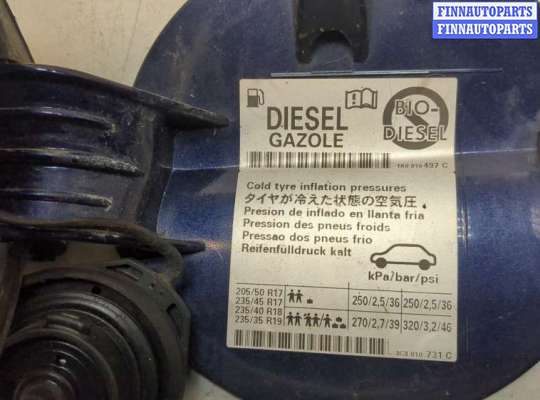 FINNAUTOPARTS
FINNAUTOPARTS
DIESEL
GAZOLE
BIO-
DIESEL
Cold tyre inflation pressures
タイヤが冷えた状態の空気圧.
Presion de inflado en llanta fria
Pression des pneus froids
Pressao dos pneus frio
Reifenfülldruck kalt
kPa/bar/psi
205/50 R17
235/45 R17
235/40 R18
235/35 R19
250/2,5/36 250/2,5/36
270/2,7/39 320/3,2/46